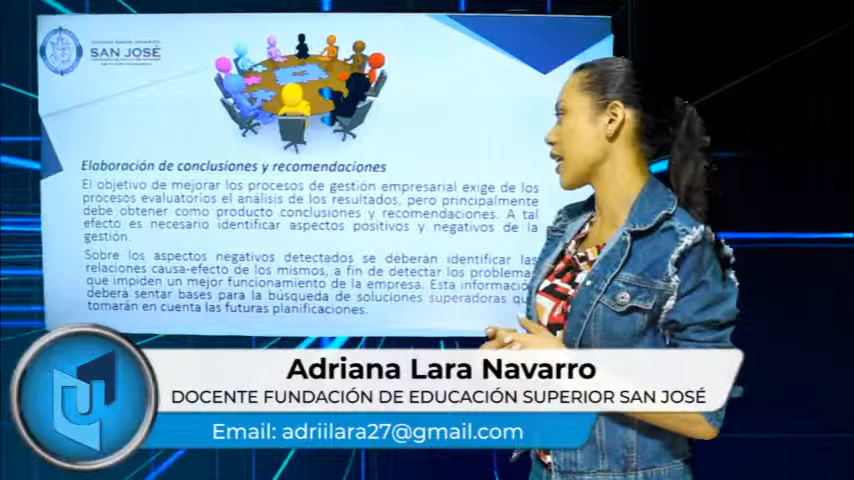 SAN JOSÉ
Elaboración de conclusiones y recomendaciones
El objetivo de mejorar los procesos de gestión empresarial exige de los
procesos evaluatorios el análisis de los resultados, pero principalmente
debe obtener como producto conclusiones y recomendaciones. A tal
efecto es necesario identificar aspectos positivos y negativos de la
gestión.
Sobre los aspectos negativos detectados se deberán identificar las
relaciones causa-efecto de los mismos, a fin de detectar los problema
que impiden un mejor funcionamiento de la empresa. Esta informació
debera sentar bases para la búsqueda de soluciones superadoras qu
tomarán en cuenta las futuras planificaciones.
Adriana Lara Navarro
DOCENTE FUNDACIÓN DE EDUCACIÓN SUPERIOR SAN JOSÉ
Email: adriilara27@gmail.com